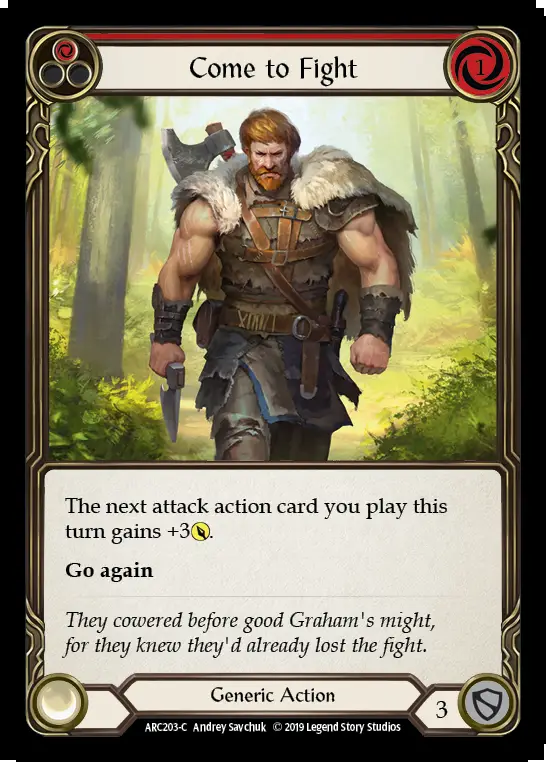 Come to Fight
1
The next attack action card you play this
turn gains +3.
Go again
They cowered before good Graham's might,
for they knew they'd already lost the fight.
Generic Action
3
ARC203-C Andrey Savchuk © 2019 Legend Story Studios